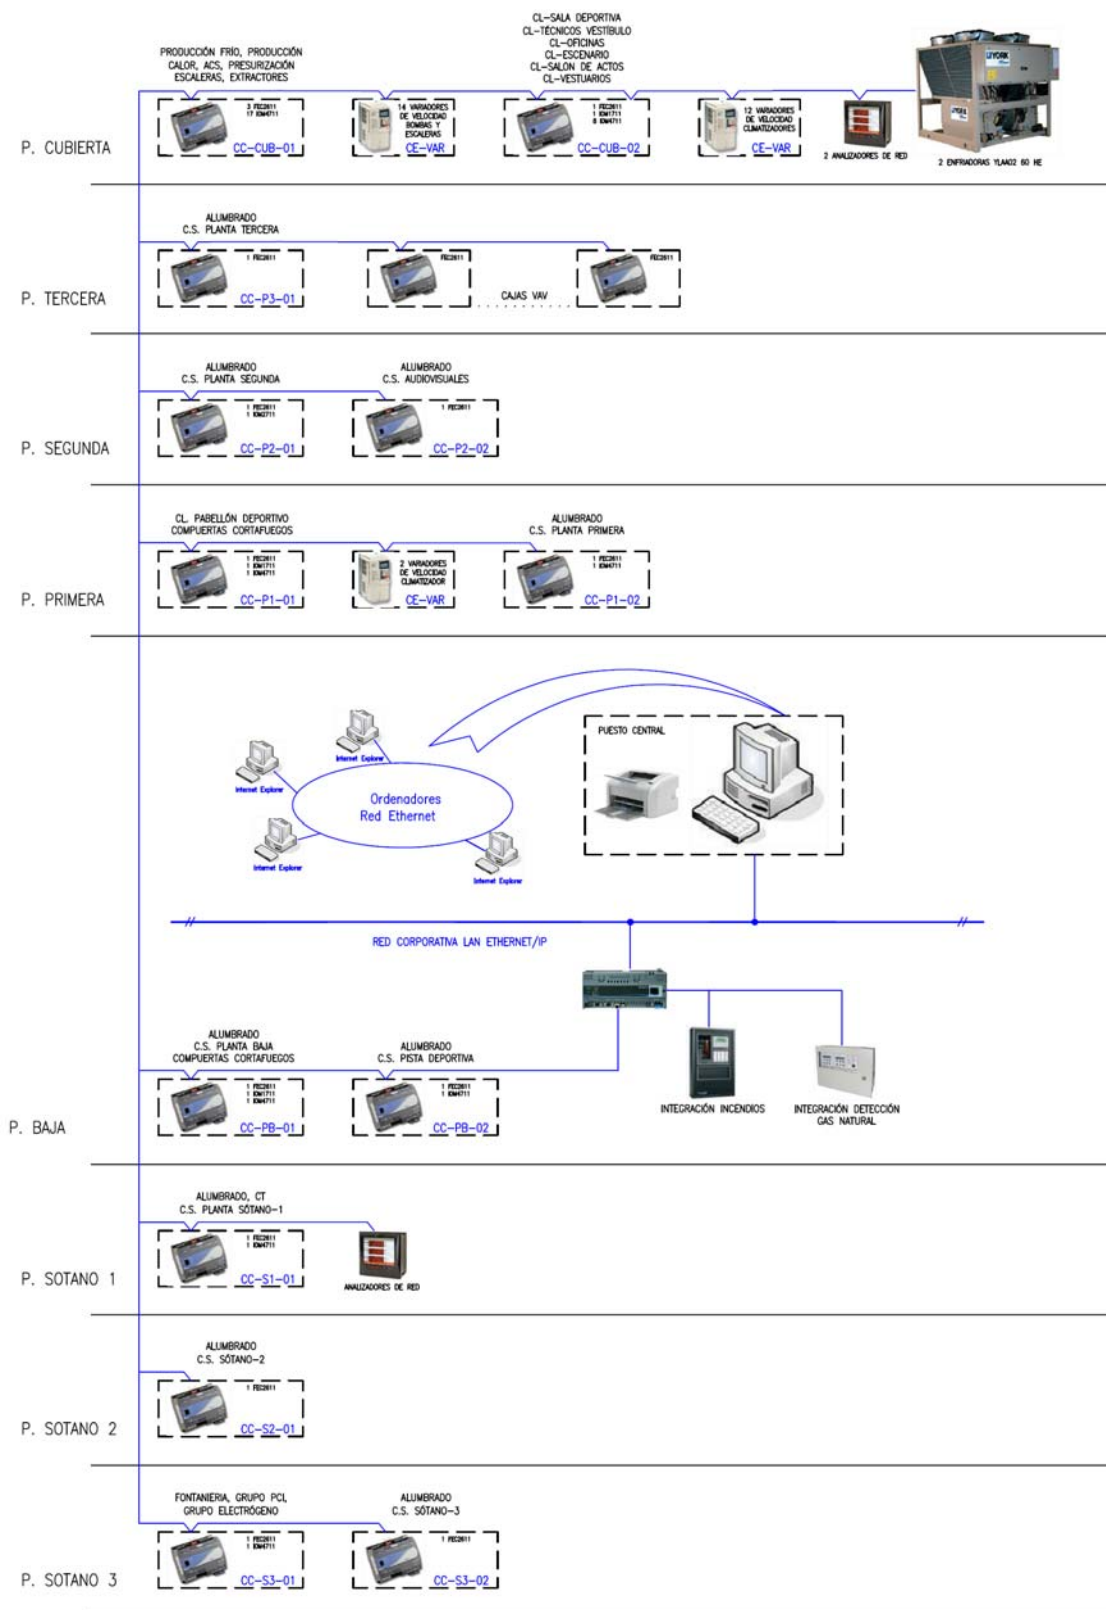 PRODUCCIÓN FRÍO, PRODUCCIÓN
CALOR, ACS, PRESURIZACIÓN
ESCALERAS, EXTRACTORES
CL-SALA DEPORTIVA
CL-TÉCNICOS VESTÍBULO
CL-OFICINAS
CL-ESCENARIO
CL-SALON DE ACTOS
CL-VESTUARIOS
P. CUBIERTA
3 FEC2611
17 IOM4711
CC-CUB-01
14 VARIADORES
DE VELOCIDAD
BOMBAS Y
ESCALERAS
CE-VAR
1 FEC2611
1 IOM1711
8 IOM4711
CC-CUB-02
12 VARIADORES
DE VELOCIDAD
CLIMATIZADORES
CE-VAR
2 ANALIZADORES DE RED
YORK
YORK
2 ENFRIADORAS YLAA02 60 HE
ALUMBRADO
C.S. PLANTA TERCERA
P. TERCERA
1 FEC2611
CC-P3-01
FEC2611
CAJAS VAV
FEC2611
ALUMBRADO
C.S. PLANTA SEGUNDA
ALUMBRADO
C.S. AUDIOVISUALES
P. SEGUNDA
1 FEC2611
1 IOM2711
CC-P2-01
1 FEC2611
CC-P2-02
CL. PABELLÓN DEPORTIVO
COMPUERTAS CORTAFUEGOS
ALUMBRADO
C.S. PLANTA PRIMERA
P. PRIMERA
1 FEC2611
1 IOM1711
1 IOM4711
CC-P1-01
2 VARIADORES
DE VELOCIDAD
CLIMATIZADOR
CE-VAR
1 FEC2611
1 IOM4711
CC-P1-02
PUESTO CENTRAL
Internet Explorer
Internet Explorer
Ordenadores
Red Ethernet
Internet Explorer
Internet Explorer
RED CORPORATIVA LAN ETHERNET/IP
ALUMBRADO
C.S. PLANTA BAJA
COMPUERTAS CORTAFUEGOS
ALUMBRADO
C.S. PISTA DEPORTIVA
INTEGRACIÓN INCENDIOS
INTEGRACIÓN DETECCIÓN
GAS NATURAL
P. BAJA
1 FEC2611
1 IOM1711
1 IOM4711
CC-PB-01
1 FEC2611
1 IOM4711
CC-PB-02
ALUMBRADO, CT
C.S. PLANTA SÓTANO-1
P. SOTANO 1
1 FEC2611
1 IOM4711
CC-S1-01
ANALIZADORES DE RED
ALUMBRADO
C.S. SÓTANO-2
P. SOTANO 2
1 FEC2611
CC-S2-01
FONTANIERIA, GRUPO PCI,
GRUPO ELECTRÓGENO
ALUMBRADO
C.S. SÓTANO-3
P. SOTANO 3
1 FEC2611
1 IOM4711
CC-S3-01
1 FEC2611
CC-S3-02